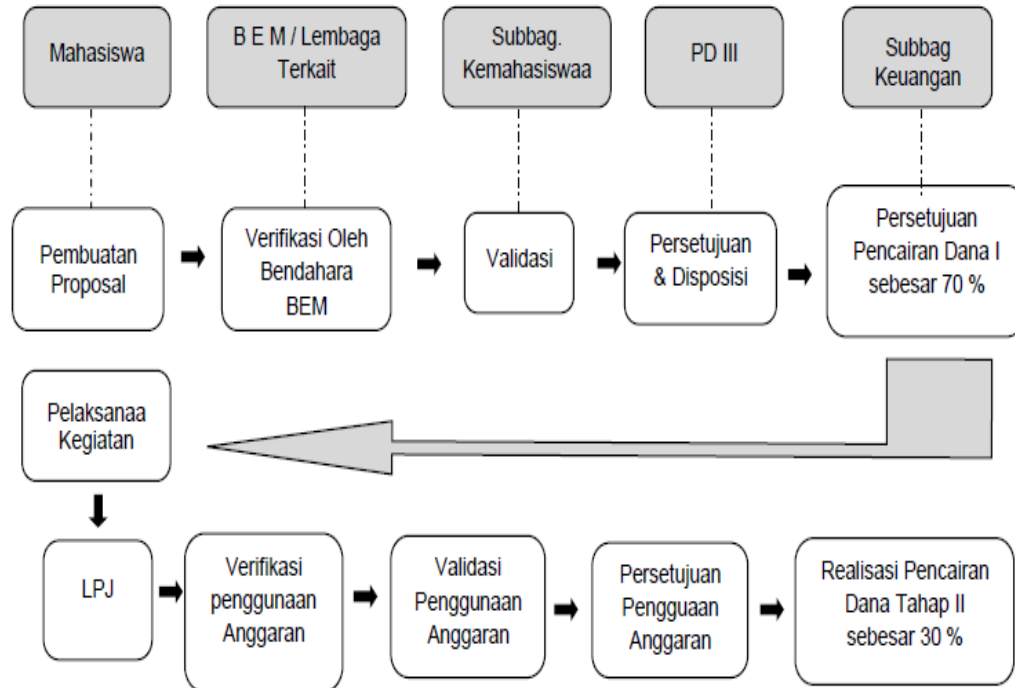 Mahasiswa
B E M / Lembaga
Terkait
Subbag.
Kemahasiswaa
PD III
Subbag
Keuangan
Pembuatan
Proposal
Verifikasi Oleh
Bendahara
BEM
Validasi
Persetujuan
& Disposisi
Persetujuan
Pencairan Dana I
sebesar 70 %
Pelaksanaa
Kegiatan
LPJ
Verifikasi
penggunaan
Anggaran
Validasi
Penggunaan
Anggaran
Persetujuan
Pengguaan
Anggaran
Realisasi Pencairan
Dana Tahap II
sebesar 30 %